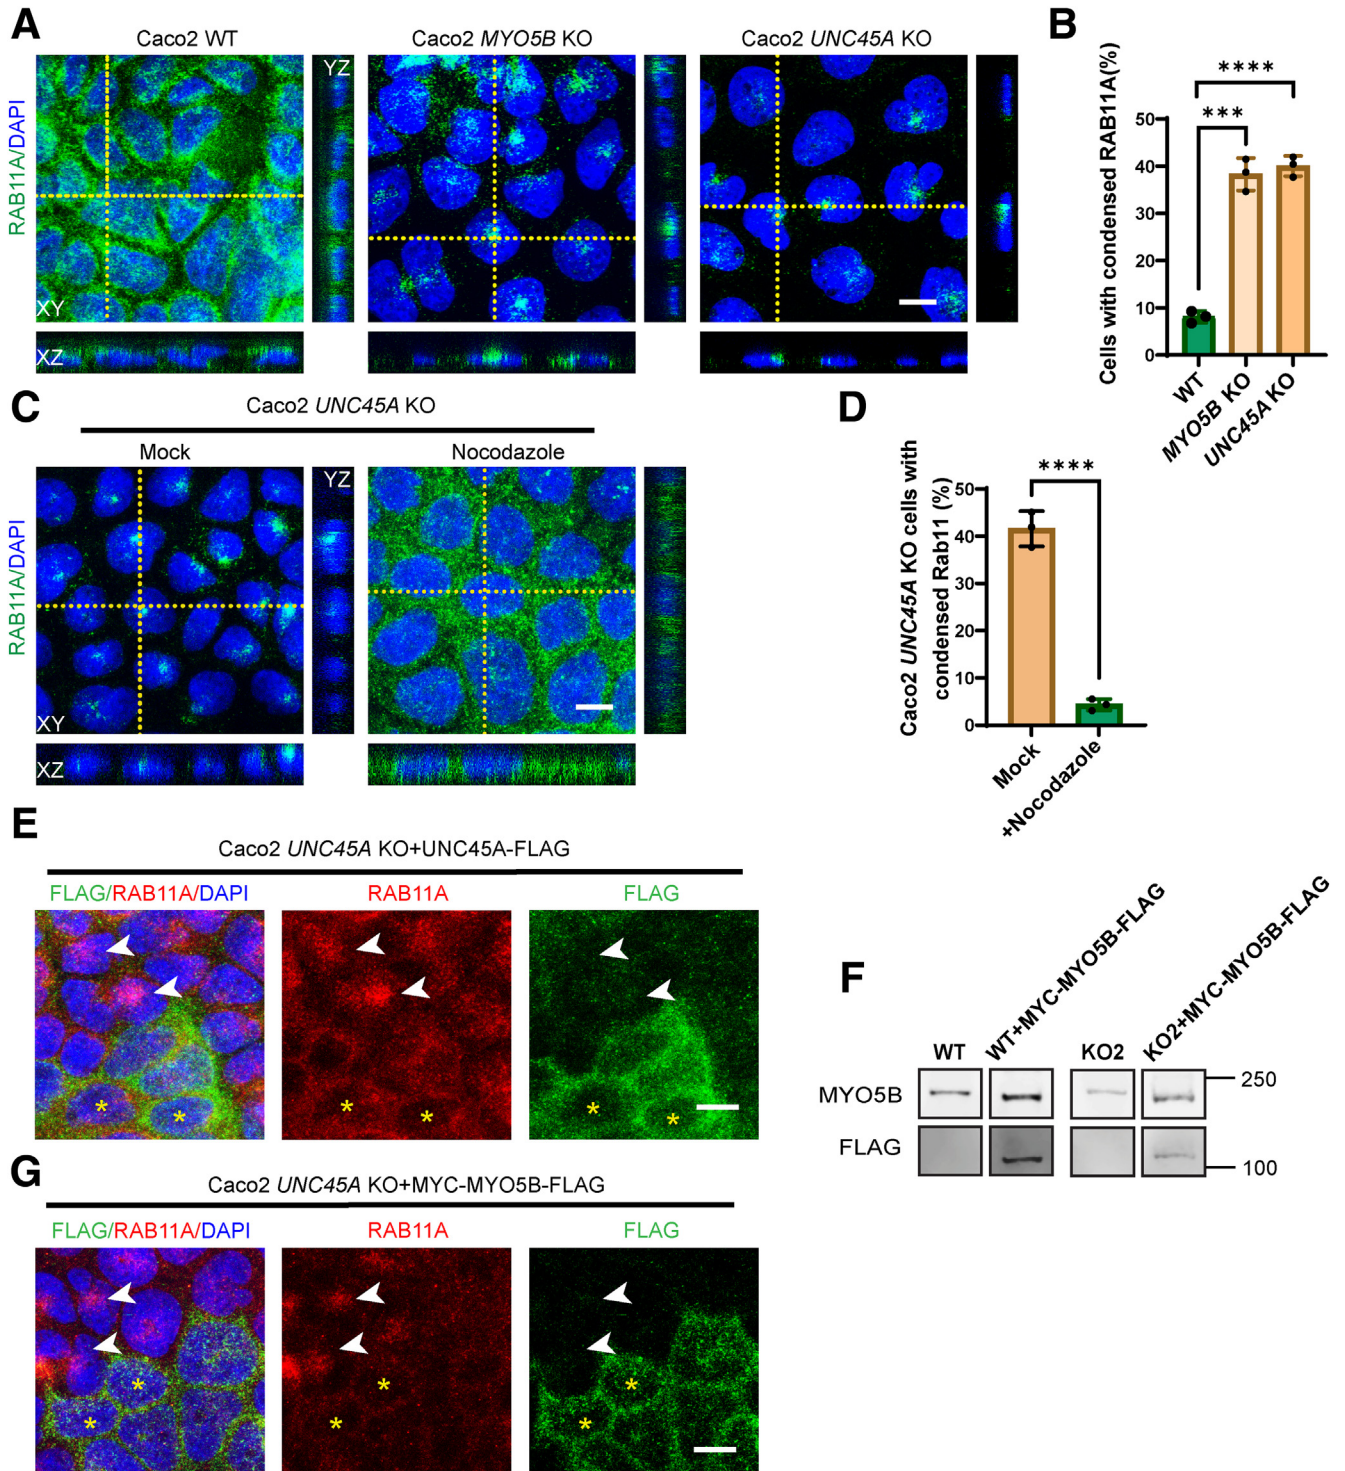 A
Caco2 WT
Caco2 MYO5B KO
Caco2 UNC45A KO
RAB11A/DAPI
YZ
XY
XZ
B
Cells with condensed RAB11A(%)
****
***
50
40
30
20
10
0
WT
MYO5B KO
UNC45A KO
C
Caco2 UNC45A KO
Mock
Nocodazole
RAB11A/DAPI
YZ
XY
XZ
D
Caco2 UNC45A KO cells with
condensed Rab11 (%)
****
50
40
30
20
10
0
Mock
+Nocodazole
E
Caco2 UNC45A KO+UNC45A-FLAG
FLAG/RAB11A/DAPI
RAB11A
FLAG
* *
* *
* *
F
WT
WT+MYC-MYO5B-FLAG
KO2
KO2+MYC-MYO5B-FLAG
MYO5B
250
FLAG
100
G
Caco2 UNC45A KO+MYC-MYO5B-FLAG
FLAG/RAB11A/DAPI
RAB11A
FLAG
* *
* *
* *